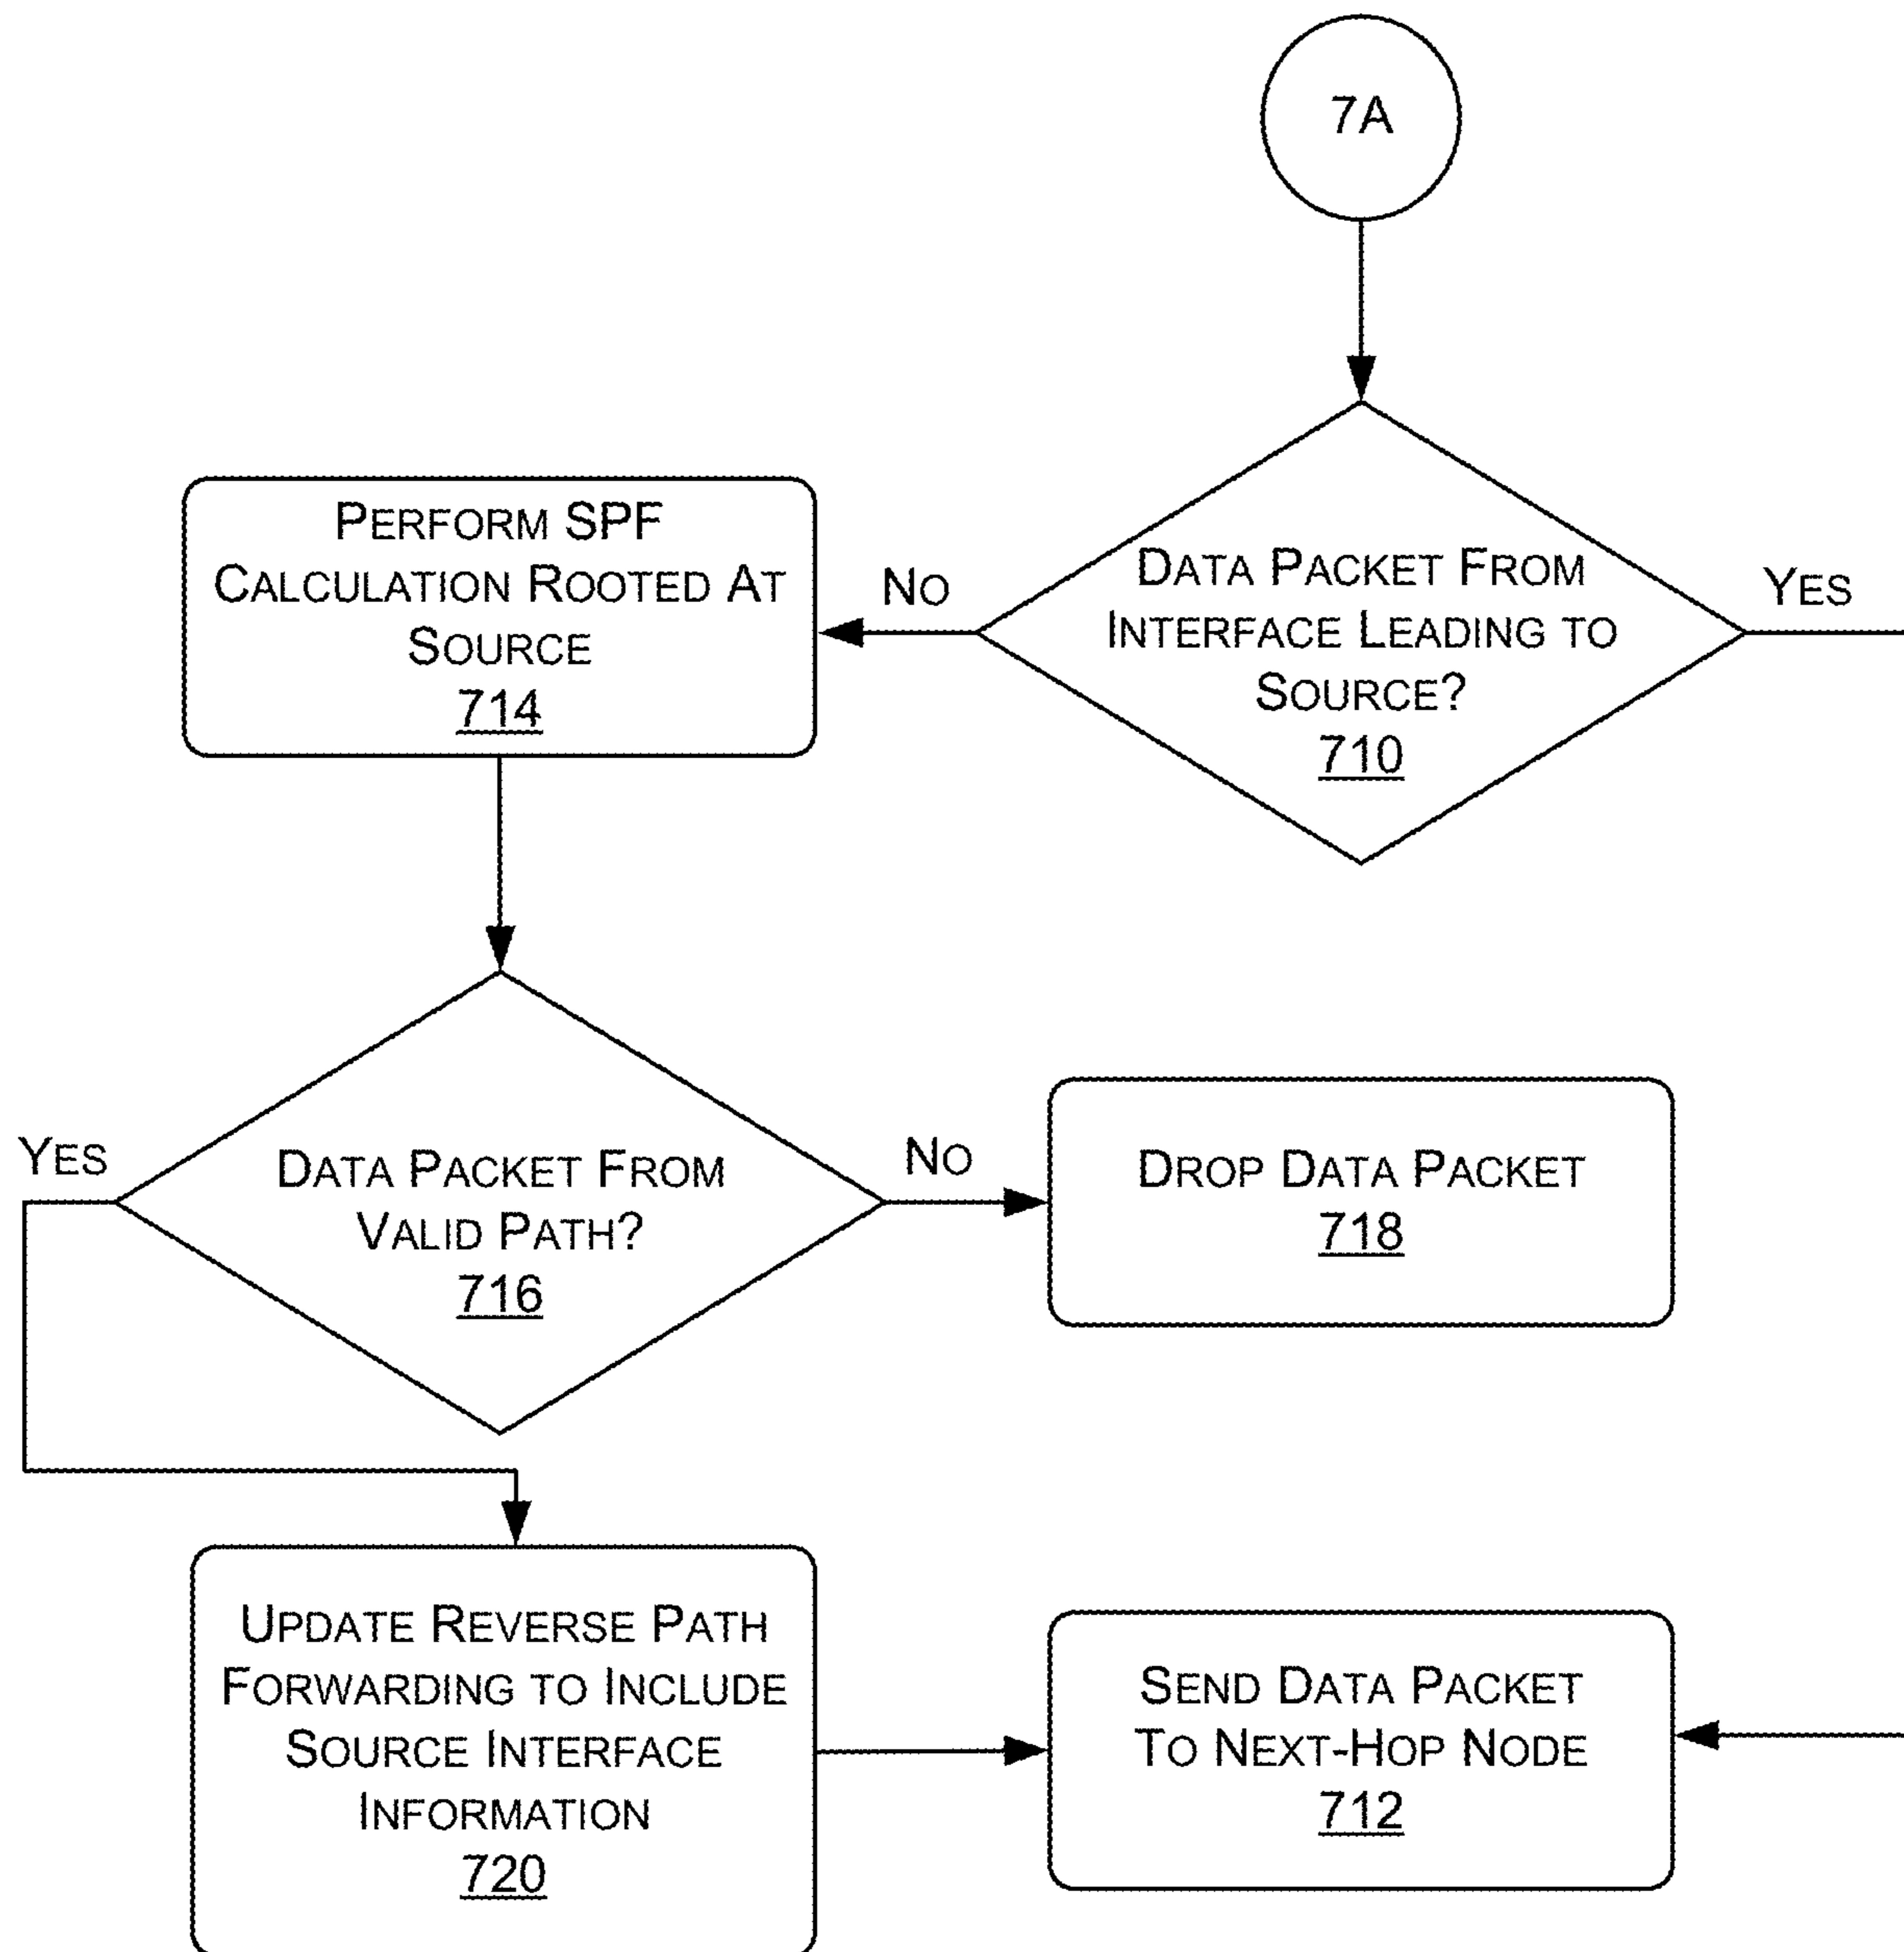 7A
Data Packet From
Interface Leading to
Source?
710
No
Yes
Perform SPF
Calculation Rooted At
Source
714
Data Packet From
Valid Path?
716
Yes
No
Drop Data Packet
718
Update Reverse Path
Forwarding to Include
Source Interface
Information
720
Send Data Packet
To Next-Hop Node
712